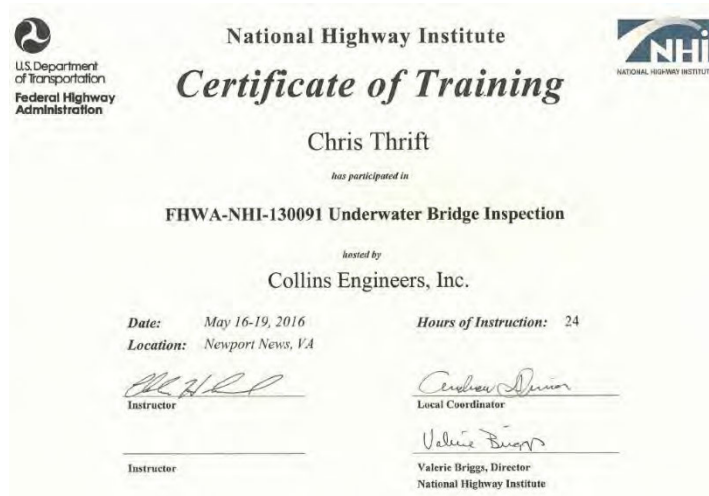 U.S. Department
of Transportation
Federal Highway
Administration
National Highway Institute
Certificate of Training
NHI
NATIONAL HIGHWAY INSTITUT
Chris Thrift
has participated in
FHWA-NHI-130091 Underwater Bridge Inspection
hosted by
Collins Engineers, Inc.
Date: May 16-19, 2016
Hours of Instruction: 24
Location: Newport News, VA
Instructor
Local Coordinator
Valerie Briggs
Instructor
Valerie Briggs, Director
National Highway Institute